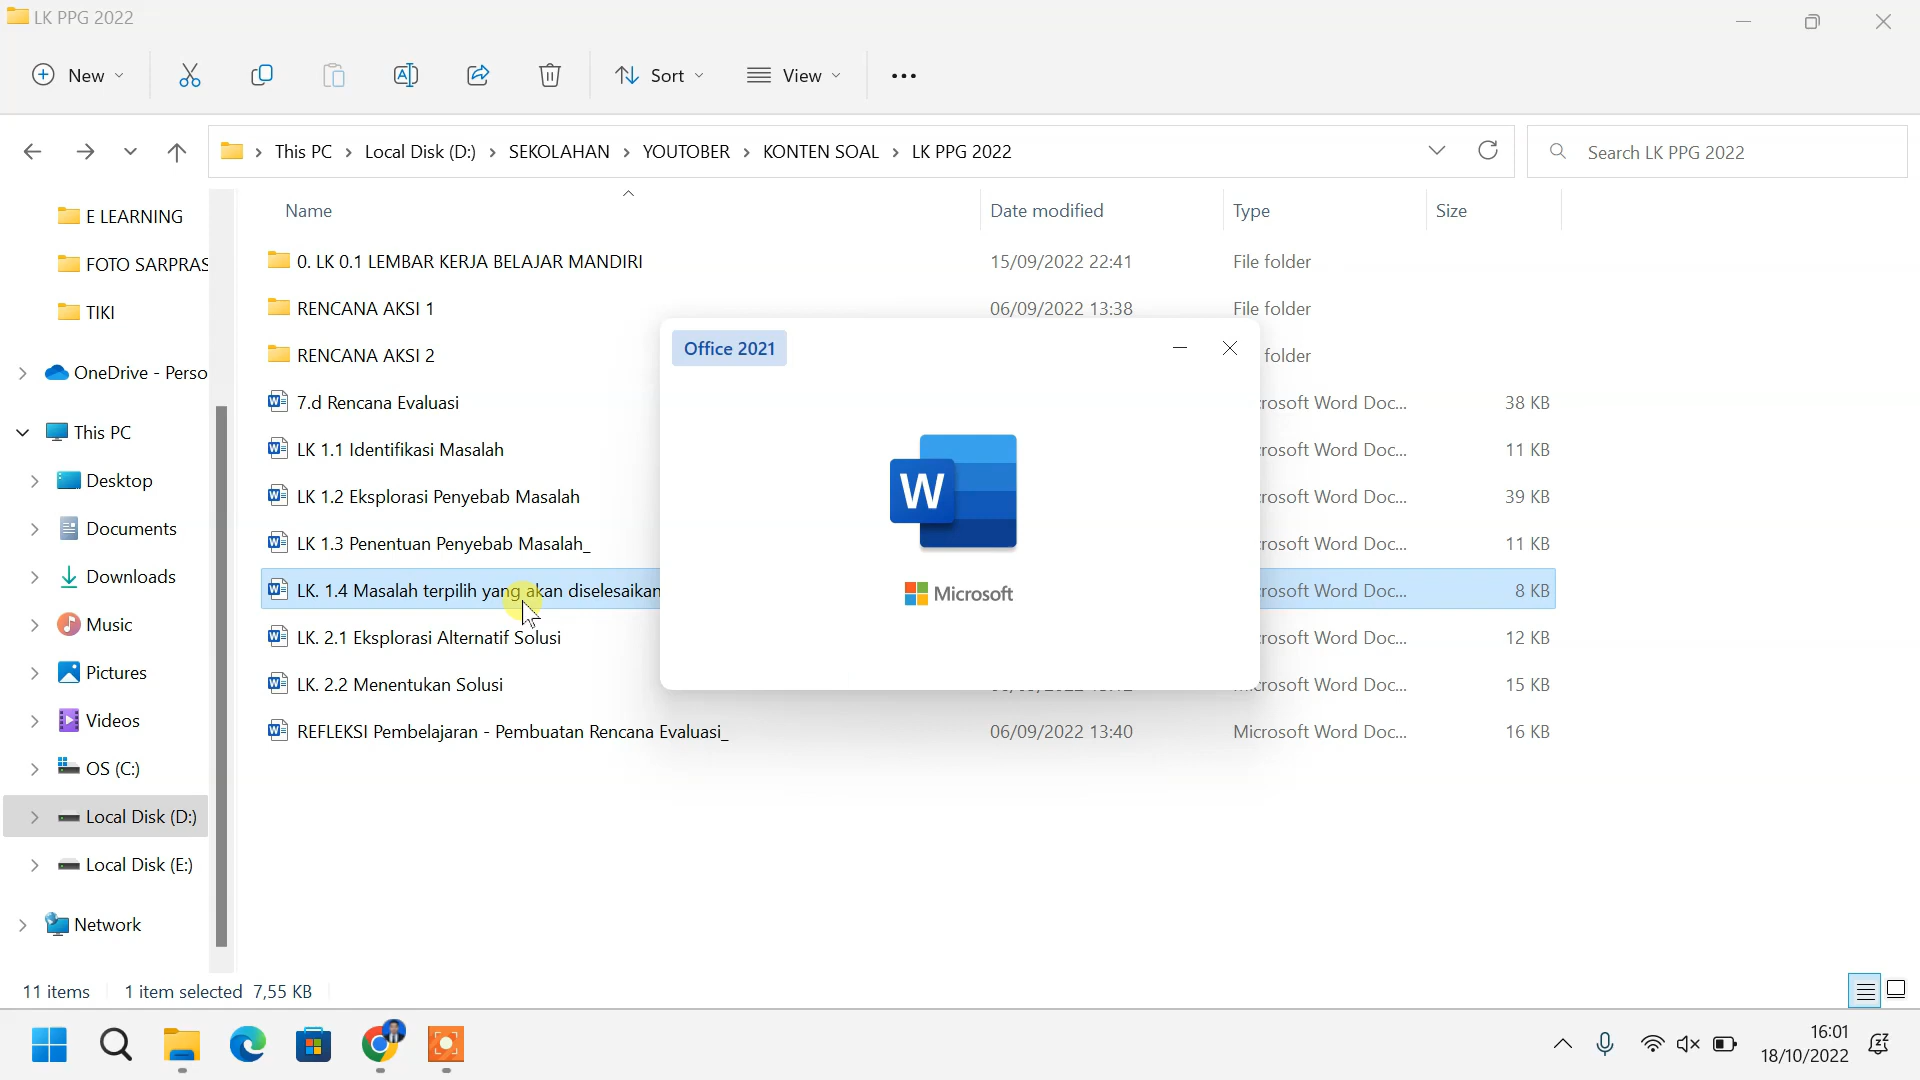 LK PPG 2022
New Sort View
This PC Local Disk (D:) SEKOLAHAN YOUTOBER KONTEN SOAL LK PPG 2022 Search LK PPG 2022
E LEARNING
FOTO SARPRAS
TIKI
OneDrive - Perso
This PC
Desktop
Documents
Downloads
Music
Pictures
Videos
OS (C:)
Local Disk (D:)
Local Disk (E:)
Network
Name Date modified Type Size
0. LK 0.1 LEMBAR KERJA BELAJAR MANDIRI 15/09/2022 22:41 File folder
RENCANA AKSI 1 06/09/2022 13:38 File folder
RENCANA AKSI 2 folder
7.d Rencana Evaluasi rosoft Word Doc... 38 KB
LK 1.1 Identifikasi Masalah rosoft Word Doc... 11 KB
LK 1.2 Eksplorasi Penyebab Masalah rosoft Word Doc... 39 KB
LK 1.3 Penentuan Penyebab Masalah_ rosoft Word Doc... 11 KB
LK. 1.4 Masalah terpilih yang akan diselesaikan rosoft Word Doc... 8 KB
LK. 2.1 Eksplorasi Alternatif Solusi rosoft Word Doc... 12 KB
LK. 2.2 Menentukan Solusi rosoft Word Doc... 15 KB
REFLEKSI Pembelajaran - Pembuatan Rencana Evaluasi_ 06/09/2022 13:40 Microsoft Word Doc... 16 KB
Office 2021
W
Microsoft
11 items 1 item selected 7,55 KB
16:01
18/10/2022